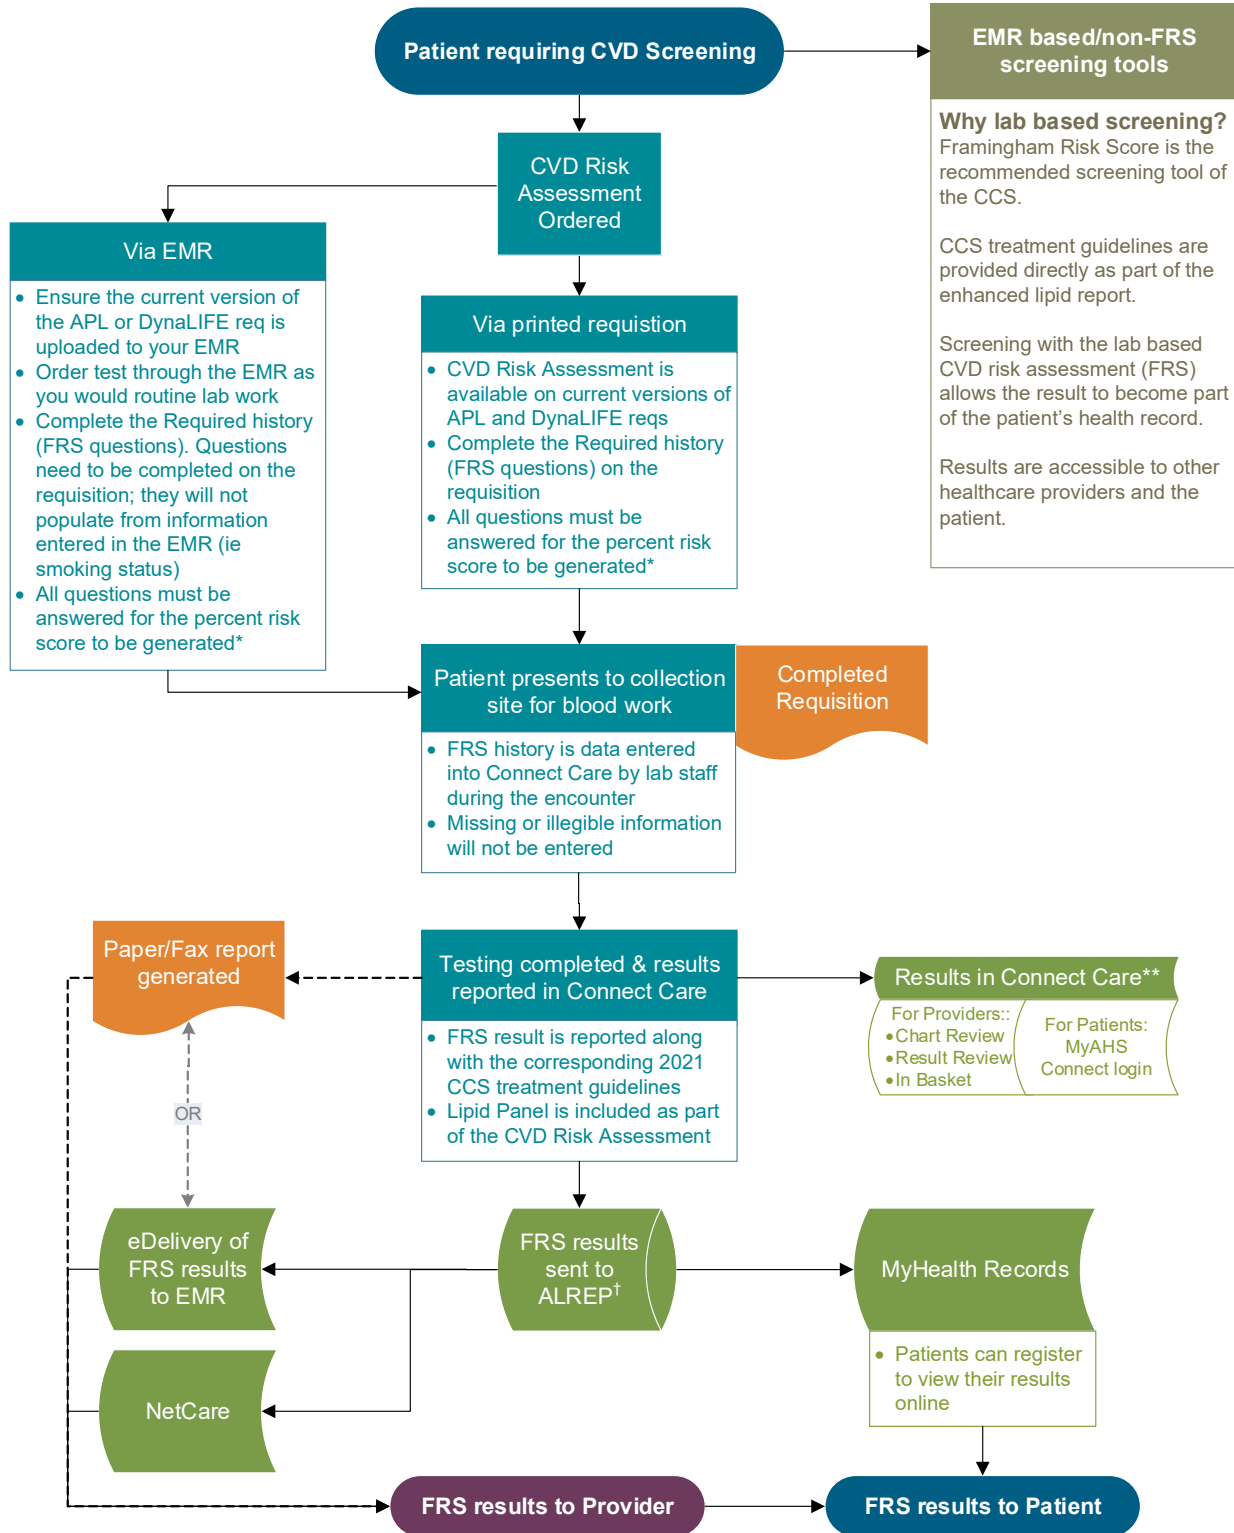 Patient requiring CVD Screening
EMR based/non-FRS
screening tools
Why lab based screening?
Framingham Risk Score is the
recommended screening tool of
the CCS.
CCS treatment guidelines are
provided directly as part of the
enhanced lipid report.
Screening with the lab based
CVD risk assessment (FRS)
allows the result to become part
of the patient's health record.
Results are accessible to other
healthcare providers and the
patient.
CVD Risk
Assessment
Ordered
Via EMR
• Ensure the current version of
the APL or DynaLIFE req is
uploaded to your EMR
• Order test through the EMR as
you would routine lab work
• Complete the Required history
(FRS questions). Questions
need to be completed on the
requisition; they will not
populate from information
entered in the EMR (ie
smoking status)
• All questions must be
answered for the percent risk
score to be generated*
Via printed requistion
• CVD Risk Assessment is
available on current versions of
APL and DynaLIFE reqs
• Complete the Required history
(FRS questions) on the
requisition
• All questions must be
answered for the percent risk
score to be generated*
Patient presents to collection
site for blood work
• FRS history is data entered
into Connect Care by lab staff
during the encounter
• Missing or illegible information
will not be entered
Completed
Requisition
Paper/Fax report
generated
Testing completed & results
reported in Connect Care
• FRS result is reported along
with the corresponding 2021
CCS treatment guidelines
• Lipid Panel is included as part
of the CVD Risk Assessment
Results in Connect Care**
For Providers::
• Chart Review
• Result Review
• In Basket
For Patients:
MyAHS
Connect login
OR
eDelivery of
FRS results
to EMR
FRS results
sent to
ALREP†
MyHealth Records
• Patients can register
to view their results
online
NetCare
FRS results to Provider
FRS results to Patient